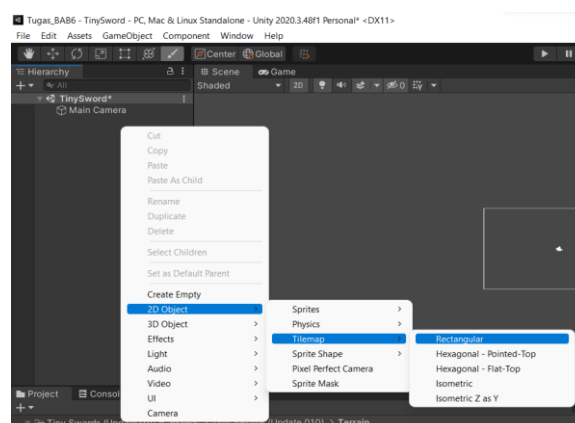 Tugas_BAB6 - TinySword - PC, Mac & Linux Standalone - Unity 2020.3.48f1 Personal* <DX11>
File Edit Assets GameObject Component Window Help
Center Global
Hierarchy
Scene Game
All
Shaded 2D 0
TinySword*
Main Camera
Cut
Copy
Paste
Paste As Child
Rename
Duplicate
Delete
Select Children
Set as Default Parent
Create Empty
2D Object
3D Object
Effects
Light
Audio
Video
UI
Camera
Sprites
Physics
Tilemap
Sprite Shape
Pixel Perfect Camera
Sprite Mask
Rectangular
Hexagonal - Pointed-Top
Hexagonal - Flat-Top
Isometric
Isometric Z as Y
Project Consol
Update 010) > Terrain